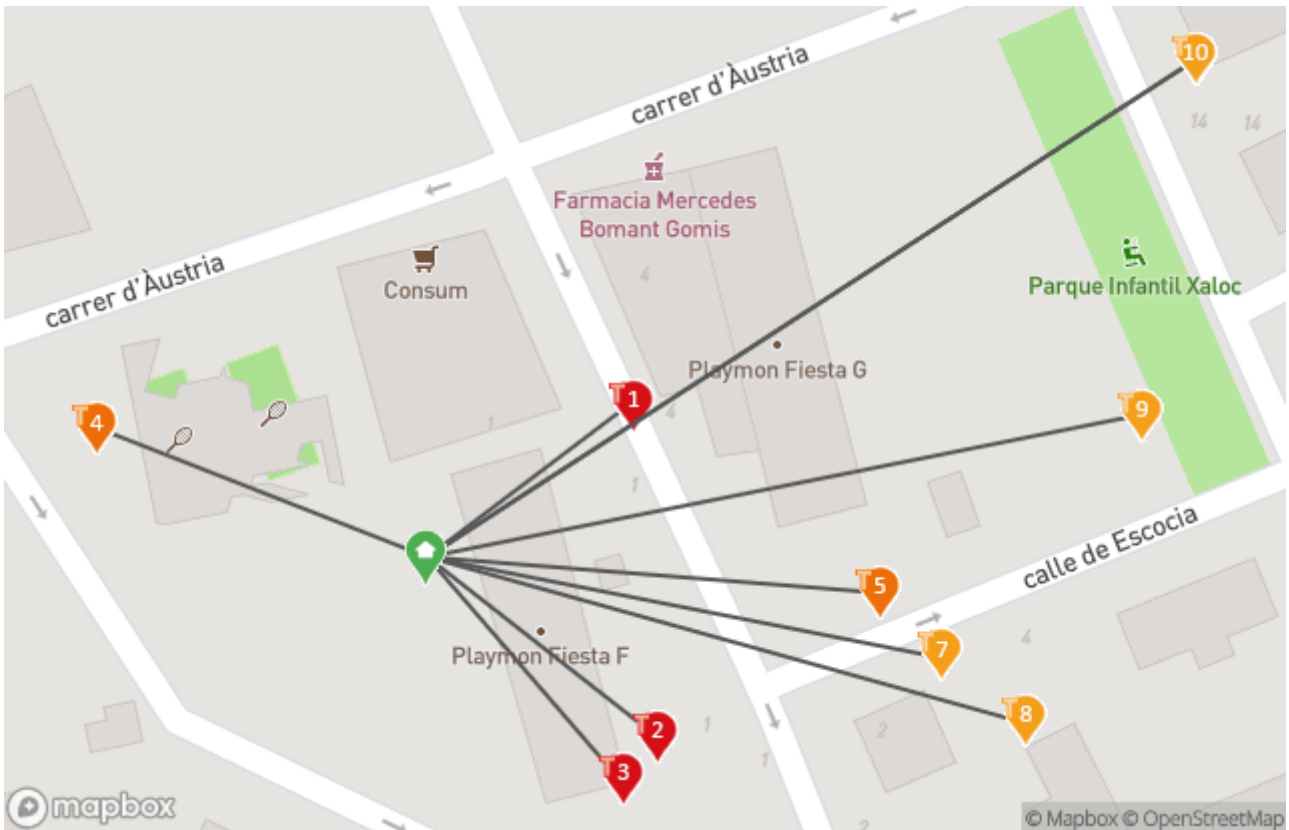 T 10
carrer d'Àustria
14 14
Farmacia Mercedes
Bomant Gomis
carrer d'Àustria
Consum
4
Parque Infantil Xaloc
Playmon Fiesta G
T 1
4
T 4
1
T 9
1
calle de Escocia
T 5
4
Playmon Fiesta F
T 7
T 8
T 2
1
2
1
T 3
mapbox
2
© Mapbox © OpenStreetMap